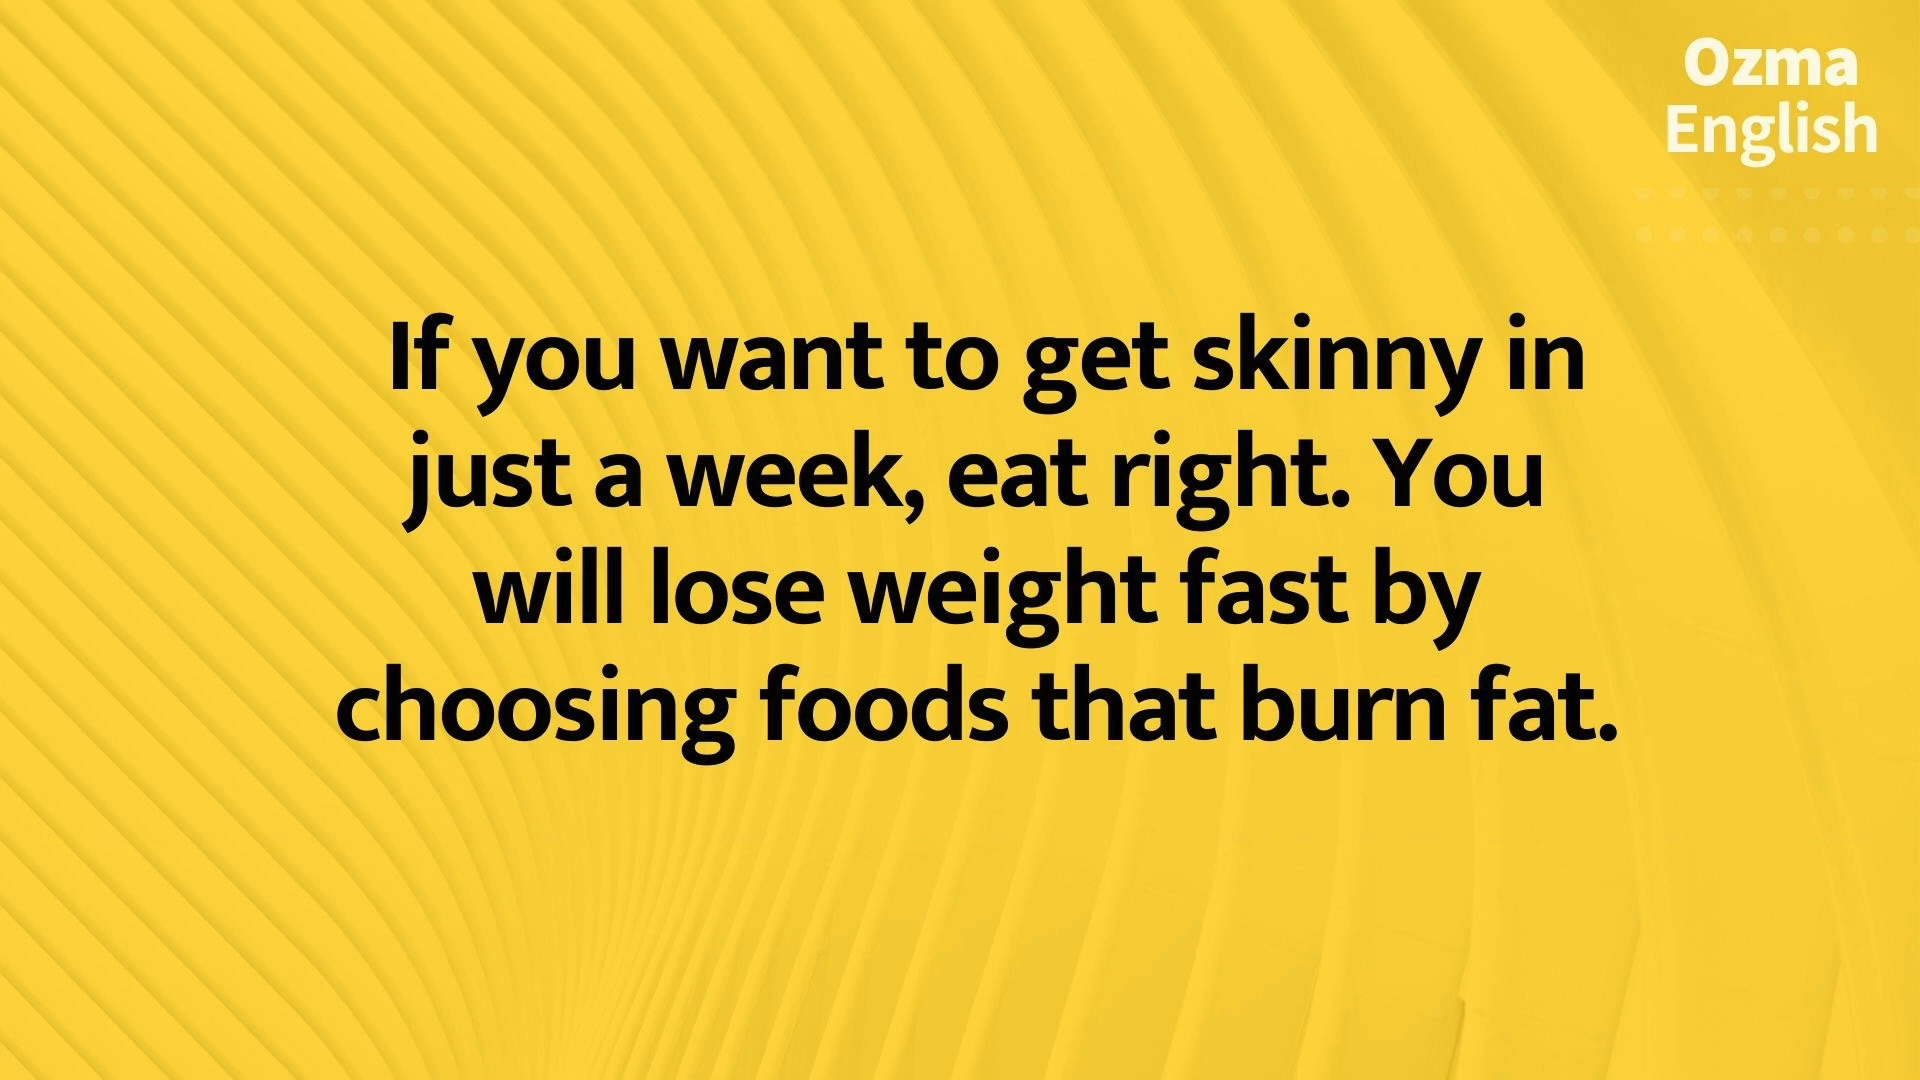 Ozma
English
If you want to get skinny in
just a week, eat right. You
will lose weight fast by
choosing foods that burn fat.